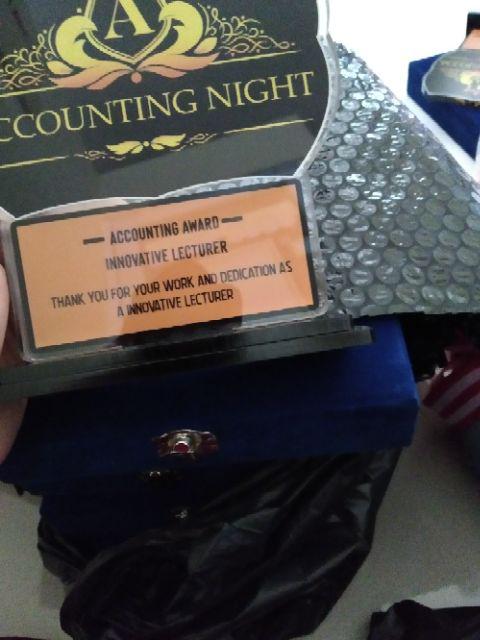 A
CCOUNTING NIGHT
ACCOUNTING AWARD
INNOVATIVE LECTURER
THANK YOU FOR YOUR WORK AND DEDICATION AS
A INNOVATIVE LECTURER